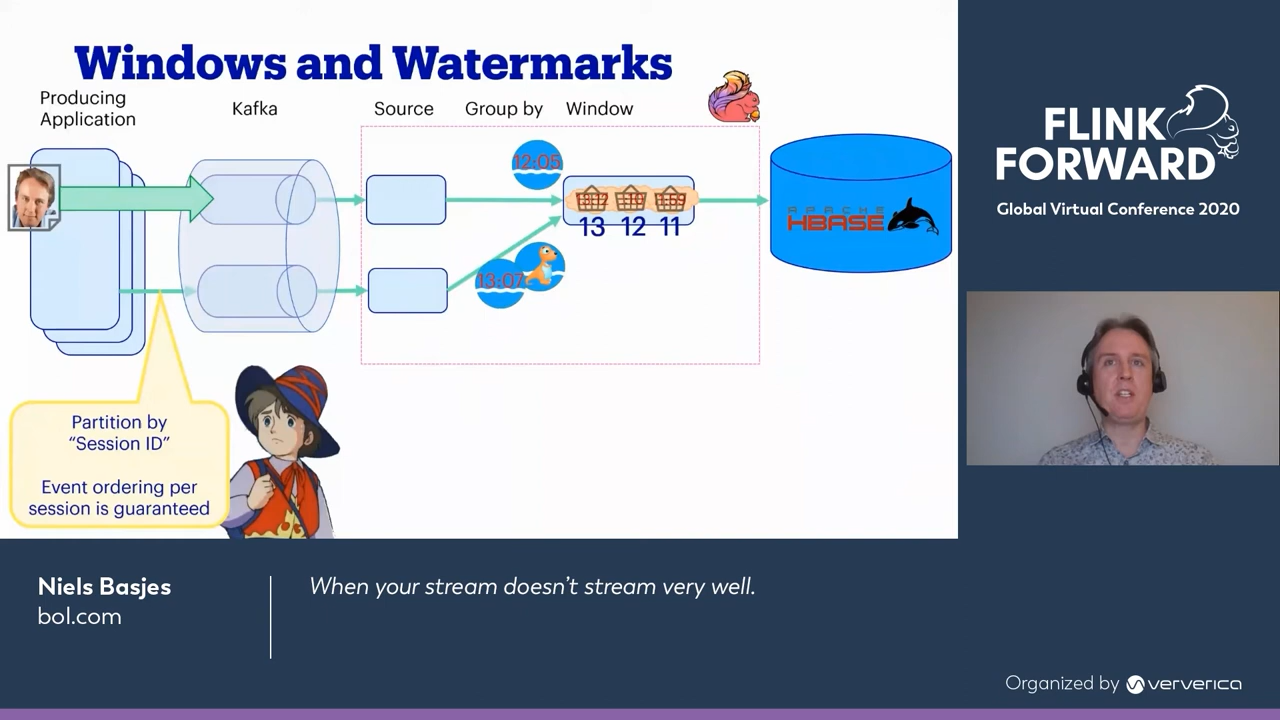 Windows and Watermarks
Producing
Application
Kafka
Source
Group by
Window
12:05
13 12 11
13:07
APACHE
HBASE
Partition by
“Session ID”
Event ordering per
session is guaranteed
FLINK
FORWARD
Global Virtual Conference 2020
Niels Basjes
bol.com
When your stream doesn’t stream very well.
Organized by ververica